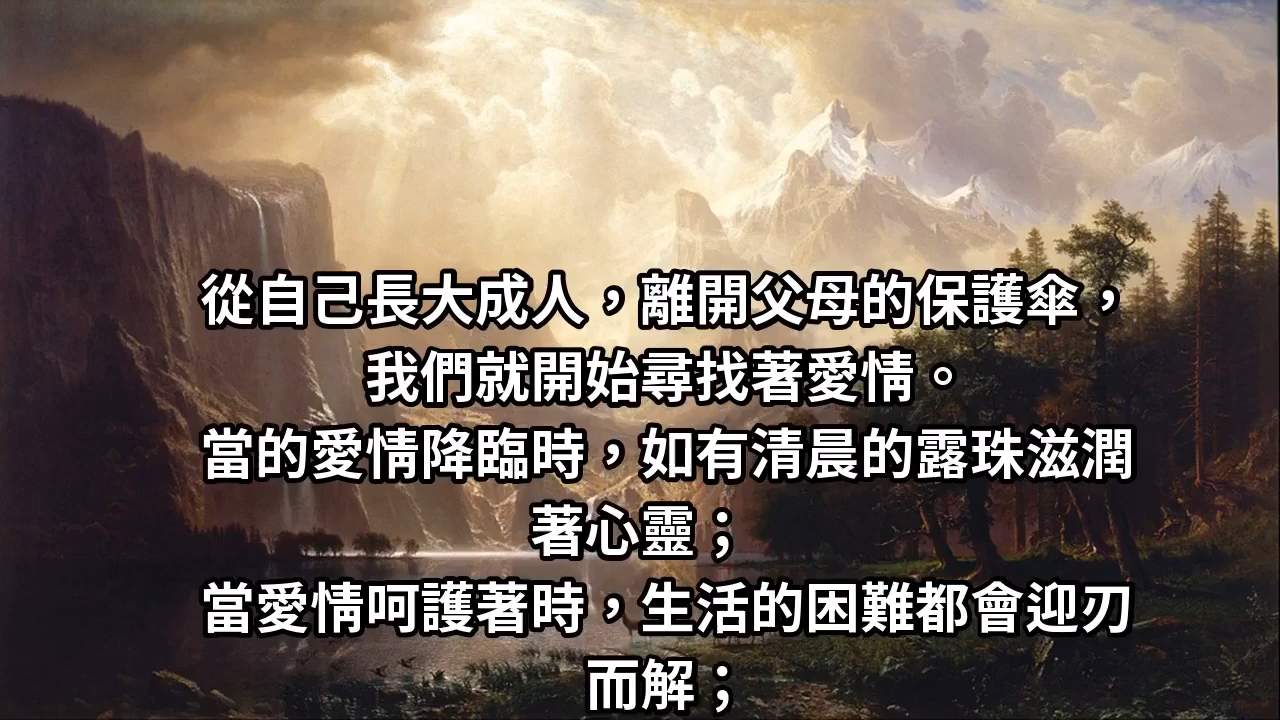 從自己長大成人，離開父母的保護傘，
我們就開始尋找著愛情。
當的愛情降臨時，如有清晨的露珠滋潤
著心靈；
當愛情呵護著時，生活的困難都會迎刃
而解；